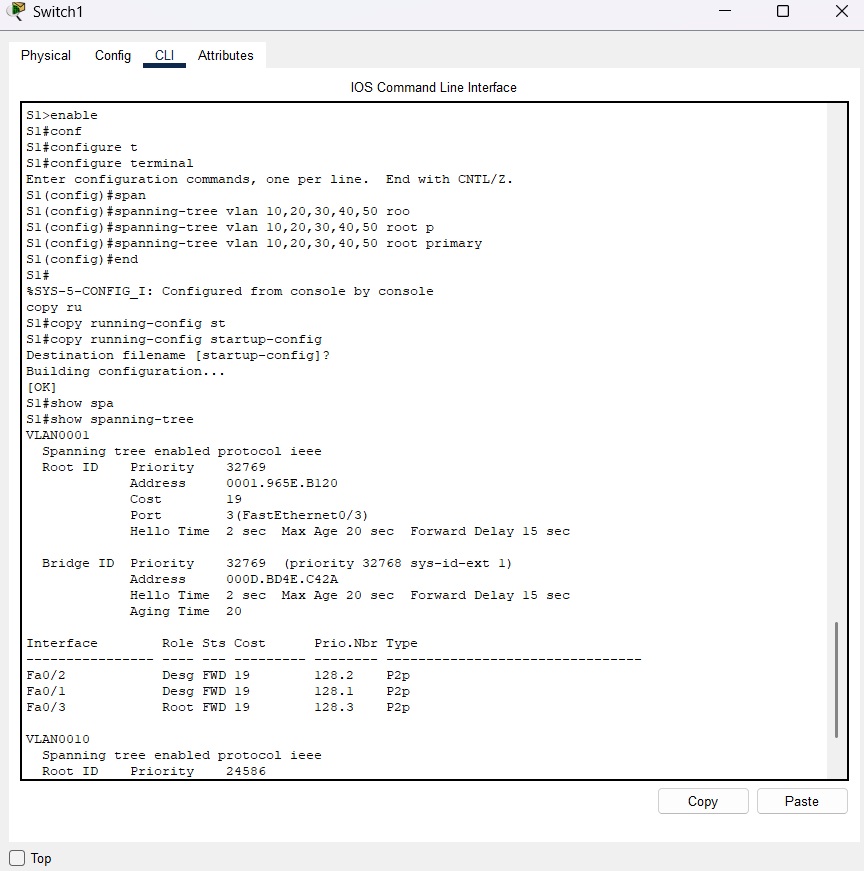 Switch1
Physical Config CLI Attributes
IOS Command Line Interface
S1>enable
S1#conf
S1#configure t
S1#configure terminal
Enter configuration commands, one per line.  End with CNTL/Z.
S1(config)#span
S1(config)#spanning-tree vlan 10,20,30,40,50 roo
S1(config)#spanning-tree vlan 10,20,30,40,50 root p
S1(config)#spanning-tree vlan 10,20,30,40,50 root primary
S1(config)#end
S1#
%SYS-5-CONFIG_I: Configured from console by console
copy ru
S1#copy running-config st
S1#copy running-config startup-config
Destination filename [startup-config]?
Building configuration...
[OK]
S1#show spa
S1#show spanning-tree
VLAN0001
  Spanning tree enabled protocol ieee
  Root ID    Priority    32769
             Address     0001.965E.B120
             Cost        19
             Port        3(FastEthernet0/3)
             Hello Time  2 sec  Max Age 20 sec  Forward Delay 15 sec

  Bridge ID  Priority    32769  (priority 32768 sys-id-ext 1)
             Address     000D.BD4E.C42A
             Hello Time  2 sec  Max Age 20 sec  Forward Delay 15 sec
             Aging Time  20

Interface        Role Sts Cost      Prio.Nbr Type
---------------- ---- --- --------- -------- --------------------------------
Fa0/2            Desg FWD 19        128.2    P2p
Fa0/1            Desg FWD 19        128.1    P2p
Fa0/3            Root FWD 19        128.3    P2p

VLAN0010
  Spanning tree enabled protocol ieee
  Root ID    Priority    24586
Copy Paste
Top